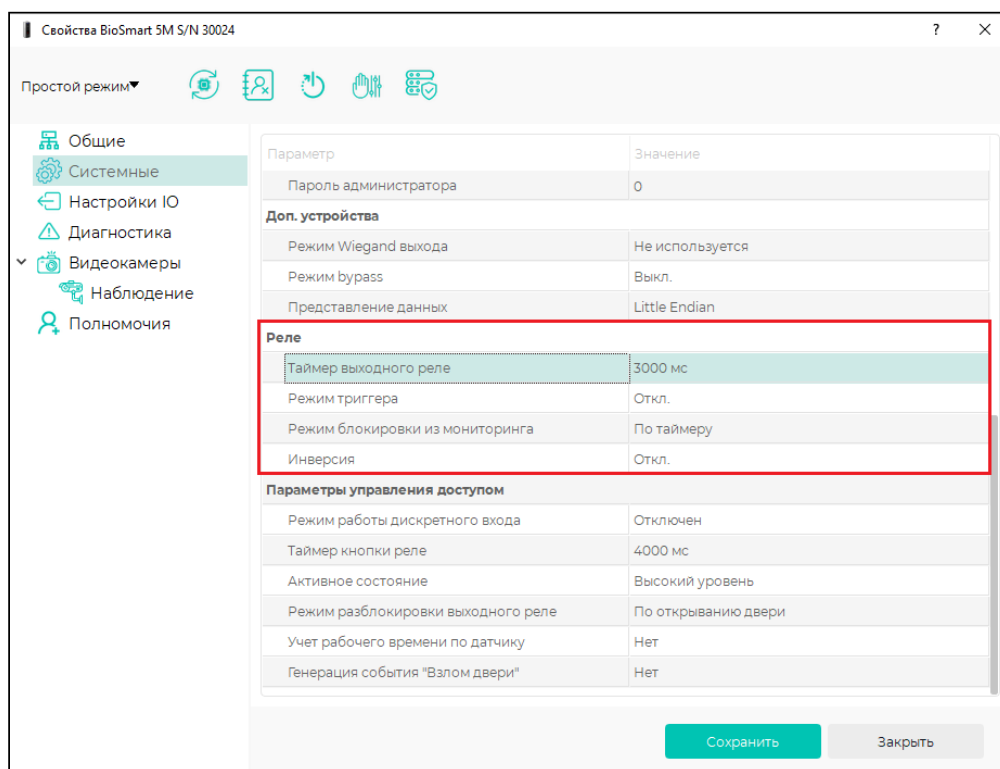 Свойства BioSmart 5M S/N 30024
?
Простой режим
Общие
Системные
Настройки IO
Диагностика
Видеокамеры
Наблюдение
Полномочия
Параметр Значение
Пароль администратора 0
Доп. устройства
Режим Wiegand выхода Не используется
Режим bypass Выкл.
Представление данных Little Endian
Реле
Таймер выходного реле 3000 мс
Режим триггера Откл.
Режим блокировки из мониторинга По таймеру
Инверсия Откл.
Параметры управления доступом
Режим работы дискретного входа Отключен
Таймер кнопки реле 4000 мс
Активное состояние Высокий уровень
Режим разблокировки выходного реле По открыванию двери
Учет рабочего времени по датчику Нет
Генерация события "Взлом двери" Нет
Сохранить Закрыть